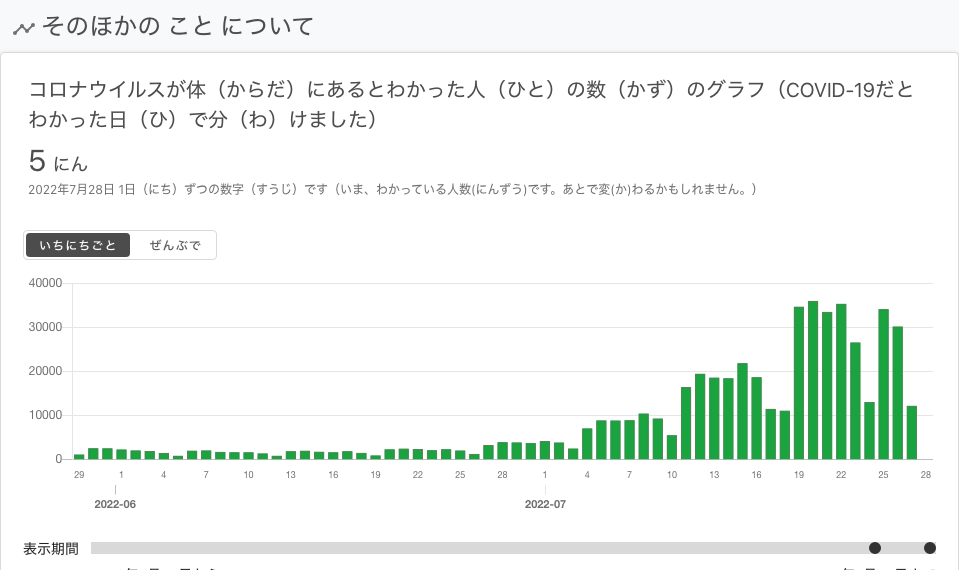 そのほかの こと について
コロナウイルスが体（からだ）にあるとわかった人（ひと）の数（かず）のグラフ（COVID-19だと
わかった日（ひ）で分（わ）けました）
5 にん
2022年7月28日 1日（にち）ずつの数字（すうじ）です（いま、わかっている人数(にんずう)です。あとで変(か)わるかもしれません。）
いちにちごと ぜんぶで
40000
30000
20000
10000
0
29 1 4 7 10 13 16 19 22 25 28 1 4 7 10 13 16 19 22 25 28
2022-06 2022-07
表示期間